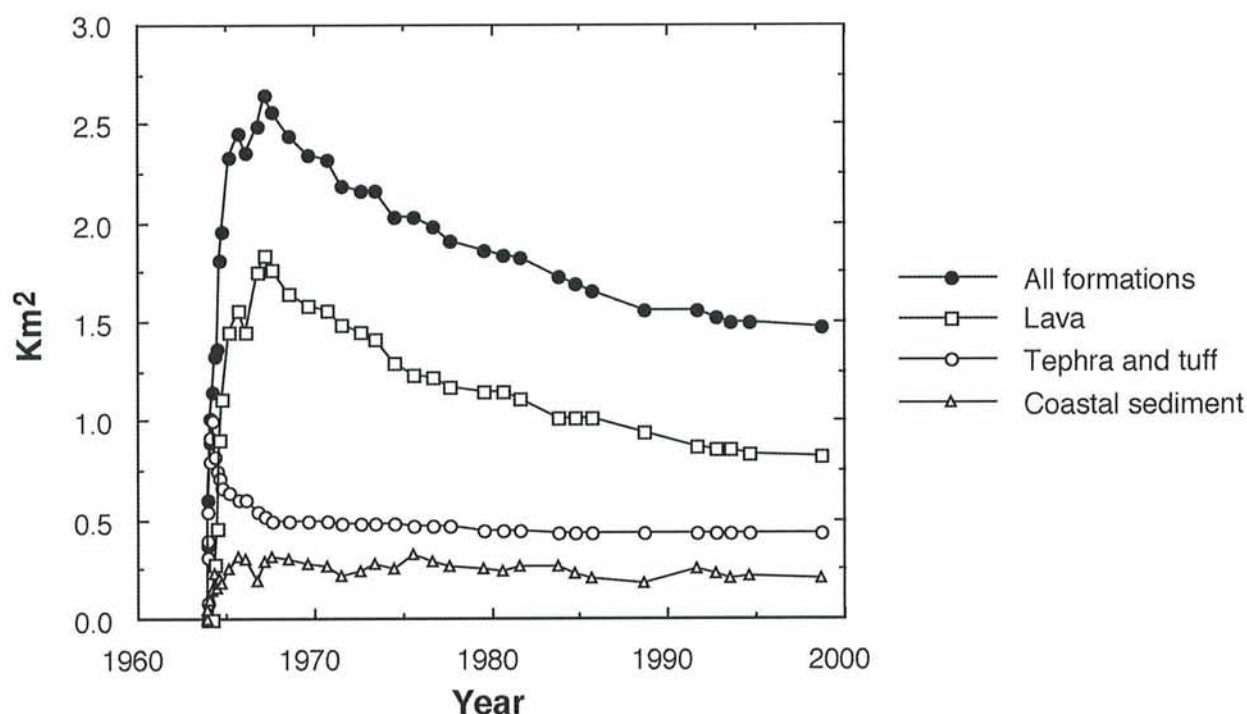 3.0
2.5
2.0
1.5
1.0
0.5
0.0
Km2
1960 1970 1980 1990 2000
Year
All formations
Lava
Tephra and tuff
Coastal sediment